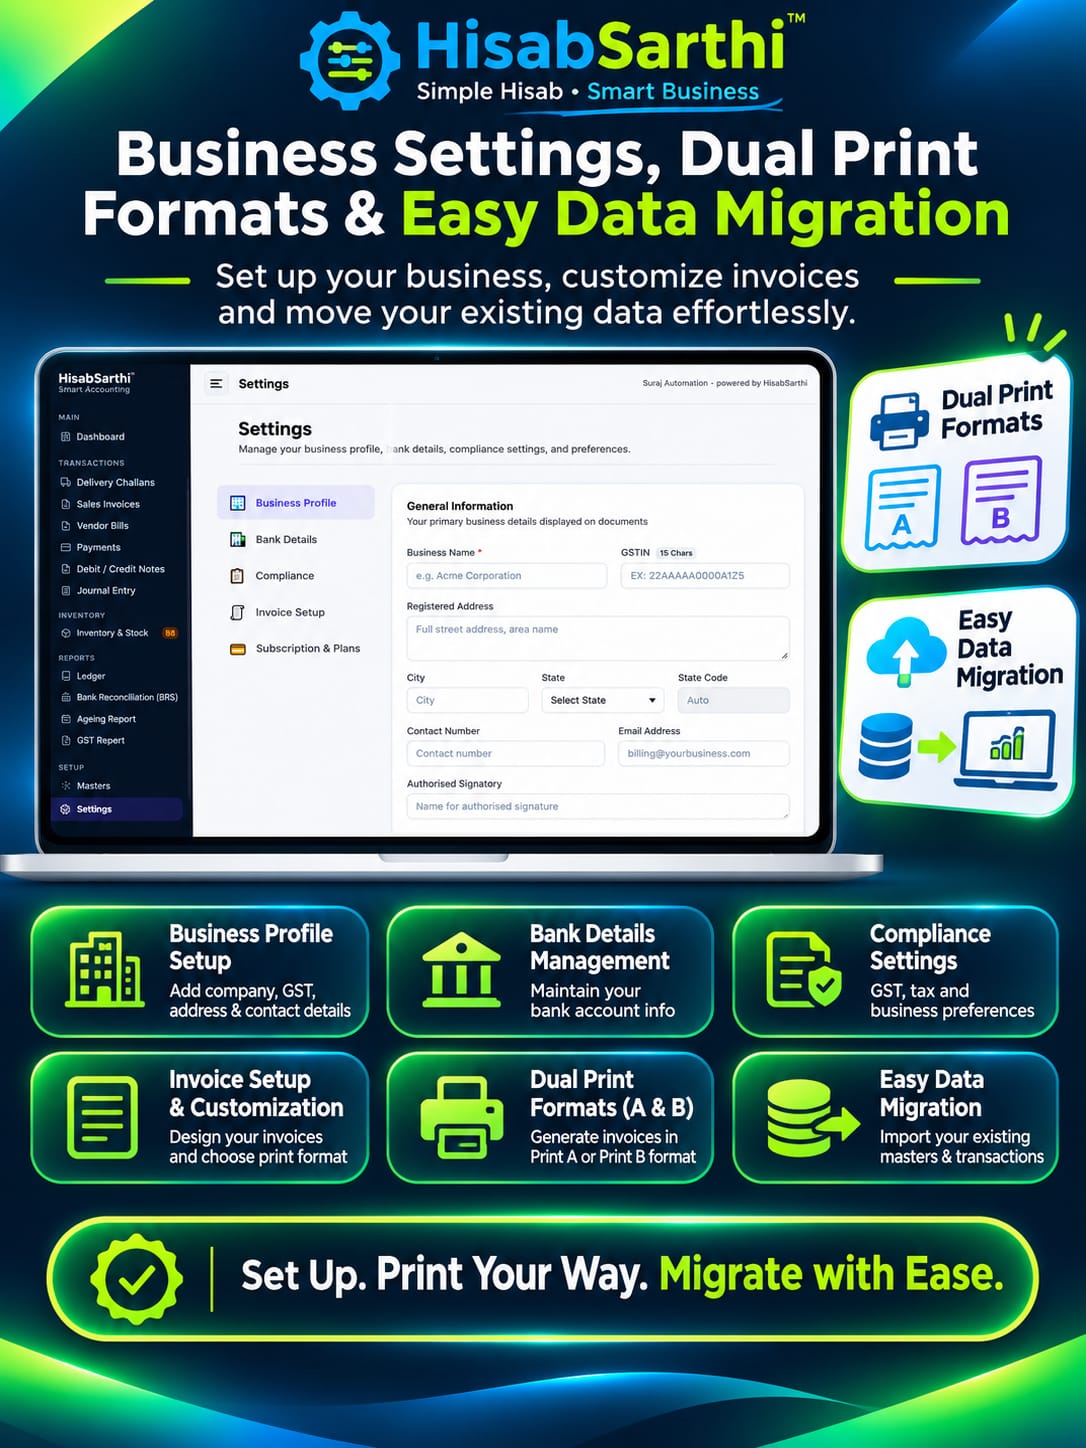 HisabSarthi™
Simple Hisab • Smart Business
Business Settings, Dual Print
Formats & Easy Data Migration
Set up your business, customize invoices
and move your existing data effortlessly.
HisabSarthi™
Smart Accounting
MAIN
Dashboard
TRANSACTIONS
Delivery Challans
Sales Invoices
Vendor Bills
Payments
Debit / Credit Notes
Journal Entry
INVENTORY
Inventory & Stock
REPORTS
Ledger
Bank Reconciliation (BRS)
Ageing Report
GST Report
SETUP
Masters
Settings
Settings
Suraj Automation - powered by HisabSarthi
Settings
Manage your business profile, bank details, compliance settings, and preferences.
Business Profile
Bank Details
Compliance
Invoice Setup
Subscription & Plans
General Information
Your primary business details displayed on documents
Business Name *
GSTIN 15 Chars
e.g. Acme Corporation
EX: 22AAAAA0000A1Z5
Registered Address
Full street address, area name
City
State
State Code
City
Select State
Auto
Contact Number
Email Address
Contact number
billing@yourbusiness.com
Authorised Signatory
Name for authorised signature
Dual Print
Formats
A
B
Easy
Data
Migration
Business Profile
Setup
Add company, GST,
address & contact details
Bank Details
Management
Maintain your
bank account info
Compliance
Settings
GST, tax and
business preferences
Invoice Setup
& Customization
Design your invoices
and choose print format
Dual Print
Formats (A & B)
Generate invoices in
Print A or Print B format
Easy Data
Migration
Import your existing
masters & transactions
Set Up. Print Your Way. Migrate with Ease.